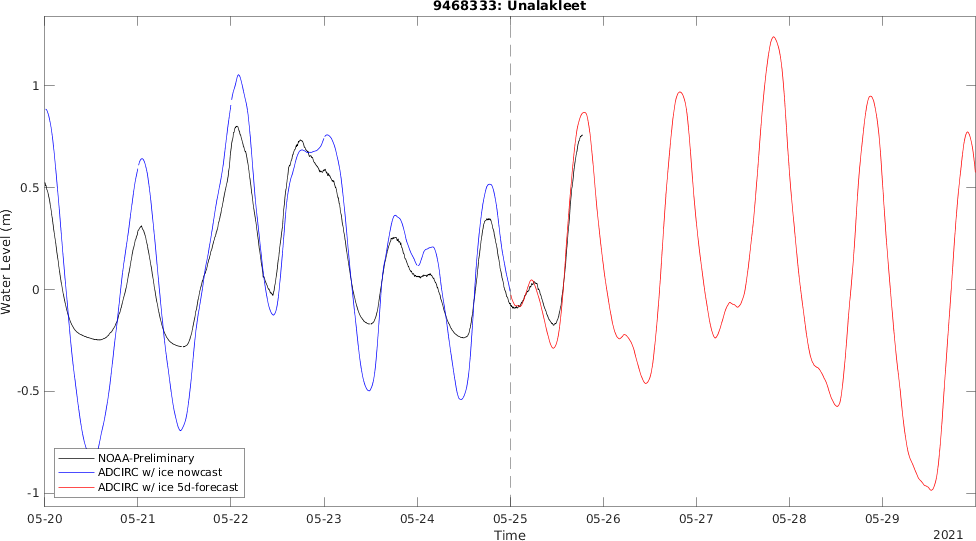 9468333: Unalakleet
Water Level (m)
1
0.5
0
-0.5
-1
NOAA-Preliminary
ADCIRC w/ ice nowcast
ADCIRC w/ ice 5d-forecast
05-20 05-21 05-22 05-23 05-24 05-25 05-26 05-27 05-28 05-29
Time
2021